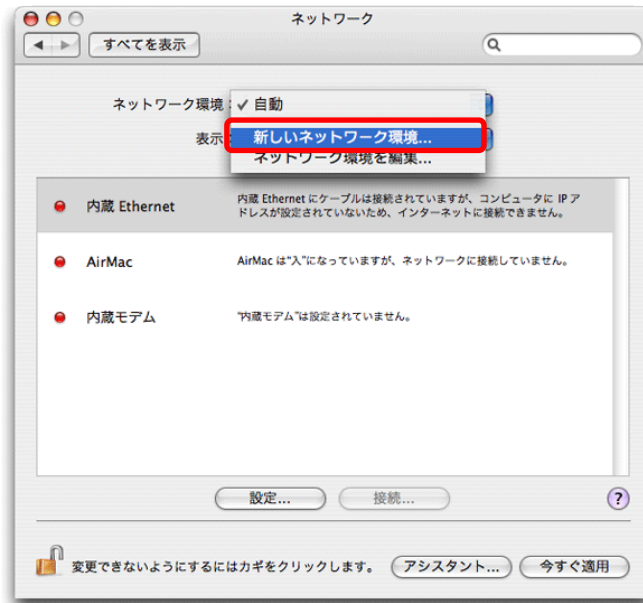 ネットワーク
すべてを表示
ネットワーク環境：
✓ 自動
表示：
新しいネットワーク環境...
ネットワーク環境を編集...
内蔵 Ethernet
内蔵 Ethernet にケーブルは接続されていますが、コンピュータに IP ア
ドレスが設定されていないため、インターネットに接続できません。
AirMac
AirMac は“入”になっていますが、ネットワークに接続していません。
内蔵モデム
“内蔵モデム”は設定されていません。
設定...
接続...
?
変更できないようにするにはカギをクリックします。
アシスタント...
今すぐ適用